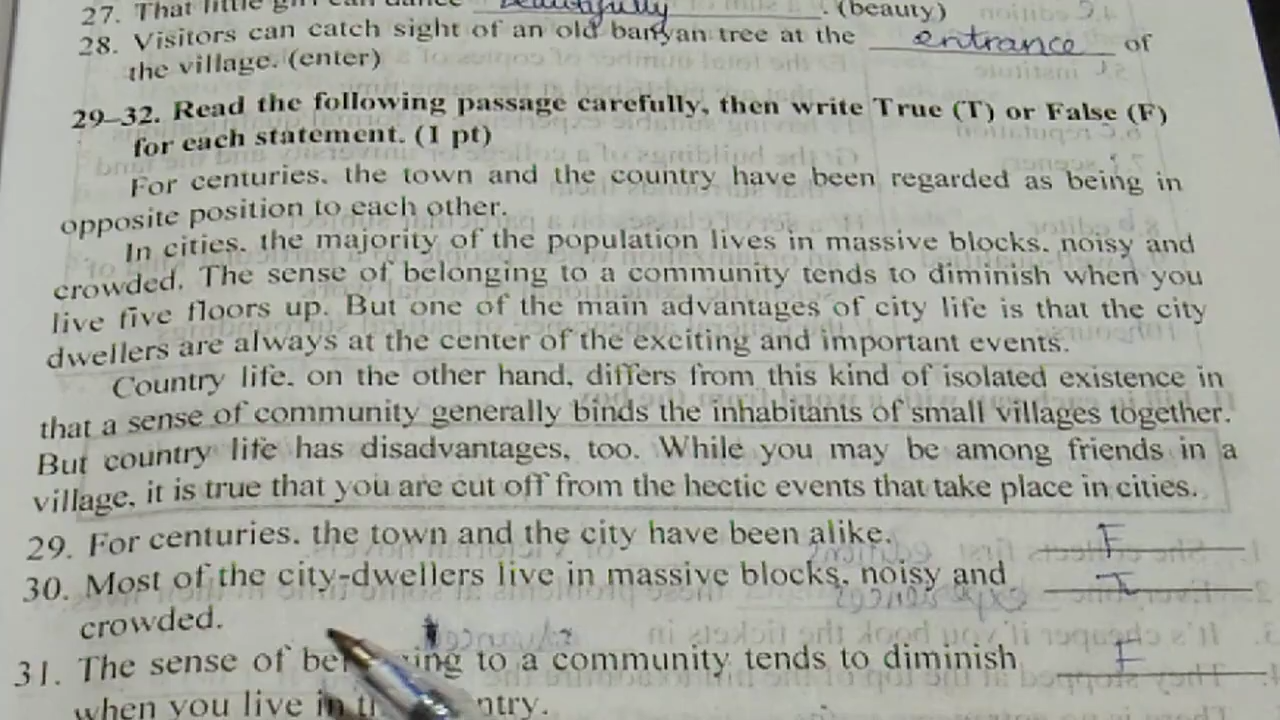 27. That little girl can dance beautifully. (beauty)
28. Visitors can catch sight of an old banyan tree at the entrance of
the village. (enter)
29–32. Read the following passage carefully, then write True (T) or False (F)
for each statement. (1 pt)
For centuries, the town and the country have been regarded as being in
opposite position to each other.
In cities, the majority of the population lives in massive blocks, noisy and
crowded. The sense of belonging to a community tends to diminish when you
live five floors up. But one of the main advantages of city life is that the city
dwellers are always at the center of the exciting and important events.
Country life, on the other hand, differs from this kind of isolated existence in
that a sense of community generally binds the inhabitants of small villages together.
But country life has disadvantages, too. While you may be among friends in a
village, it is true that you are cut off from the hectic events that take place in cities.
29. For centuries, the town and the city have been alike. F
30. Most of the city-dwellers live in massive blocks, noisy and T
crowded.
31. The sense of to a community tends to diminish F
when you live in